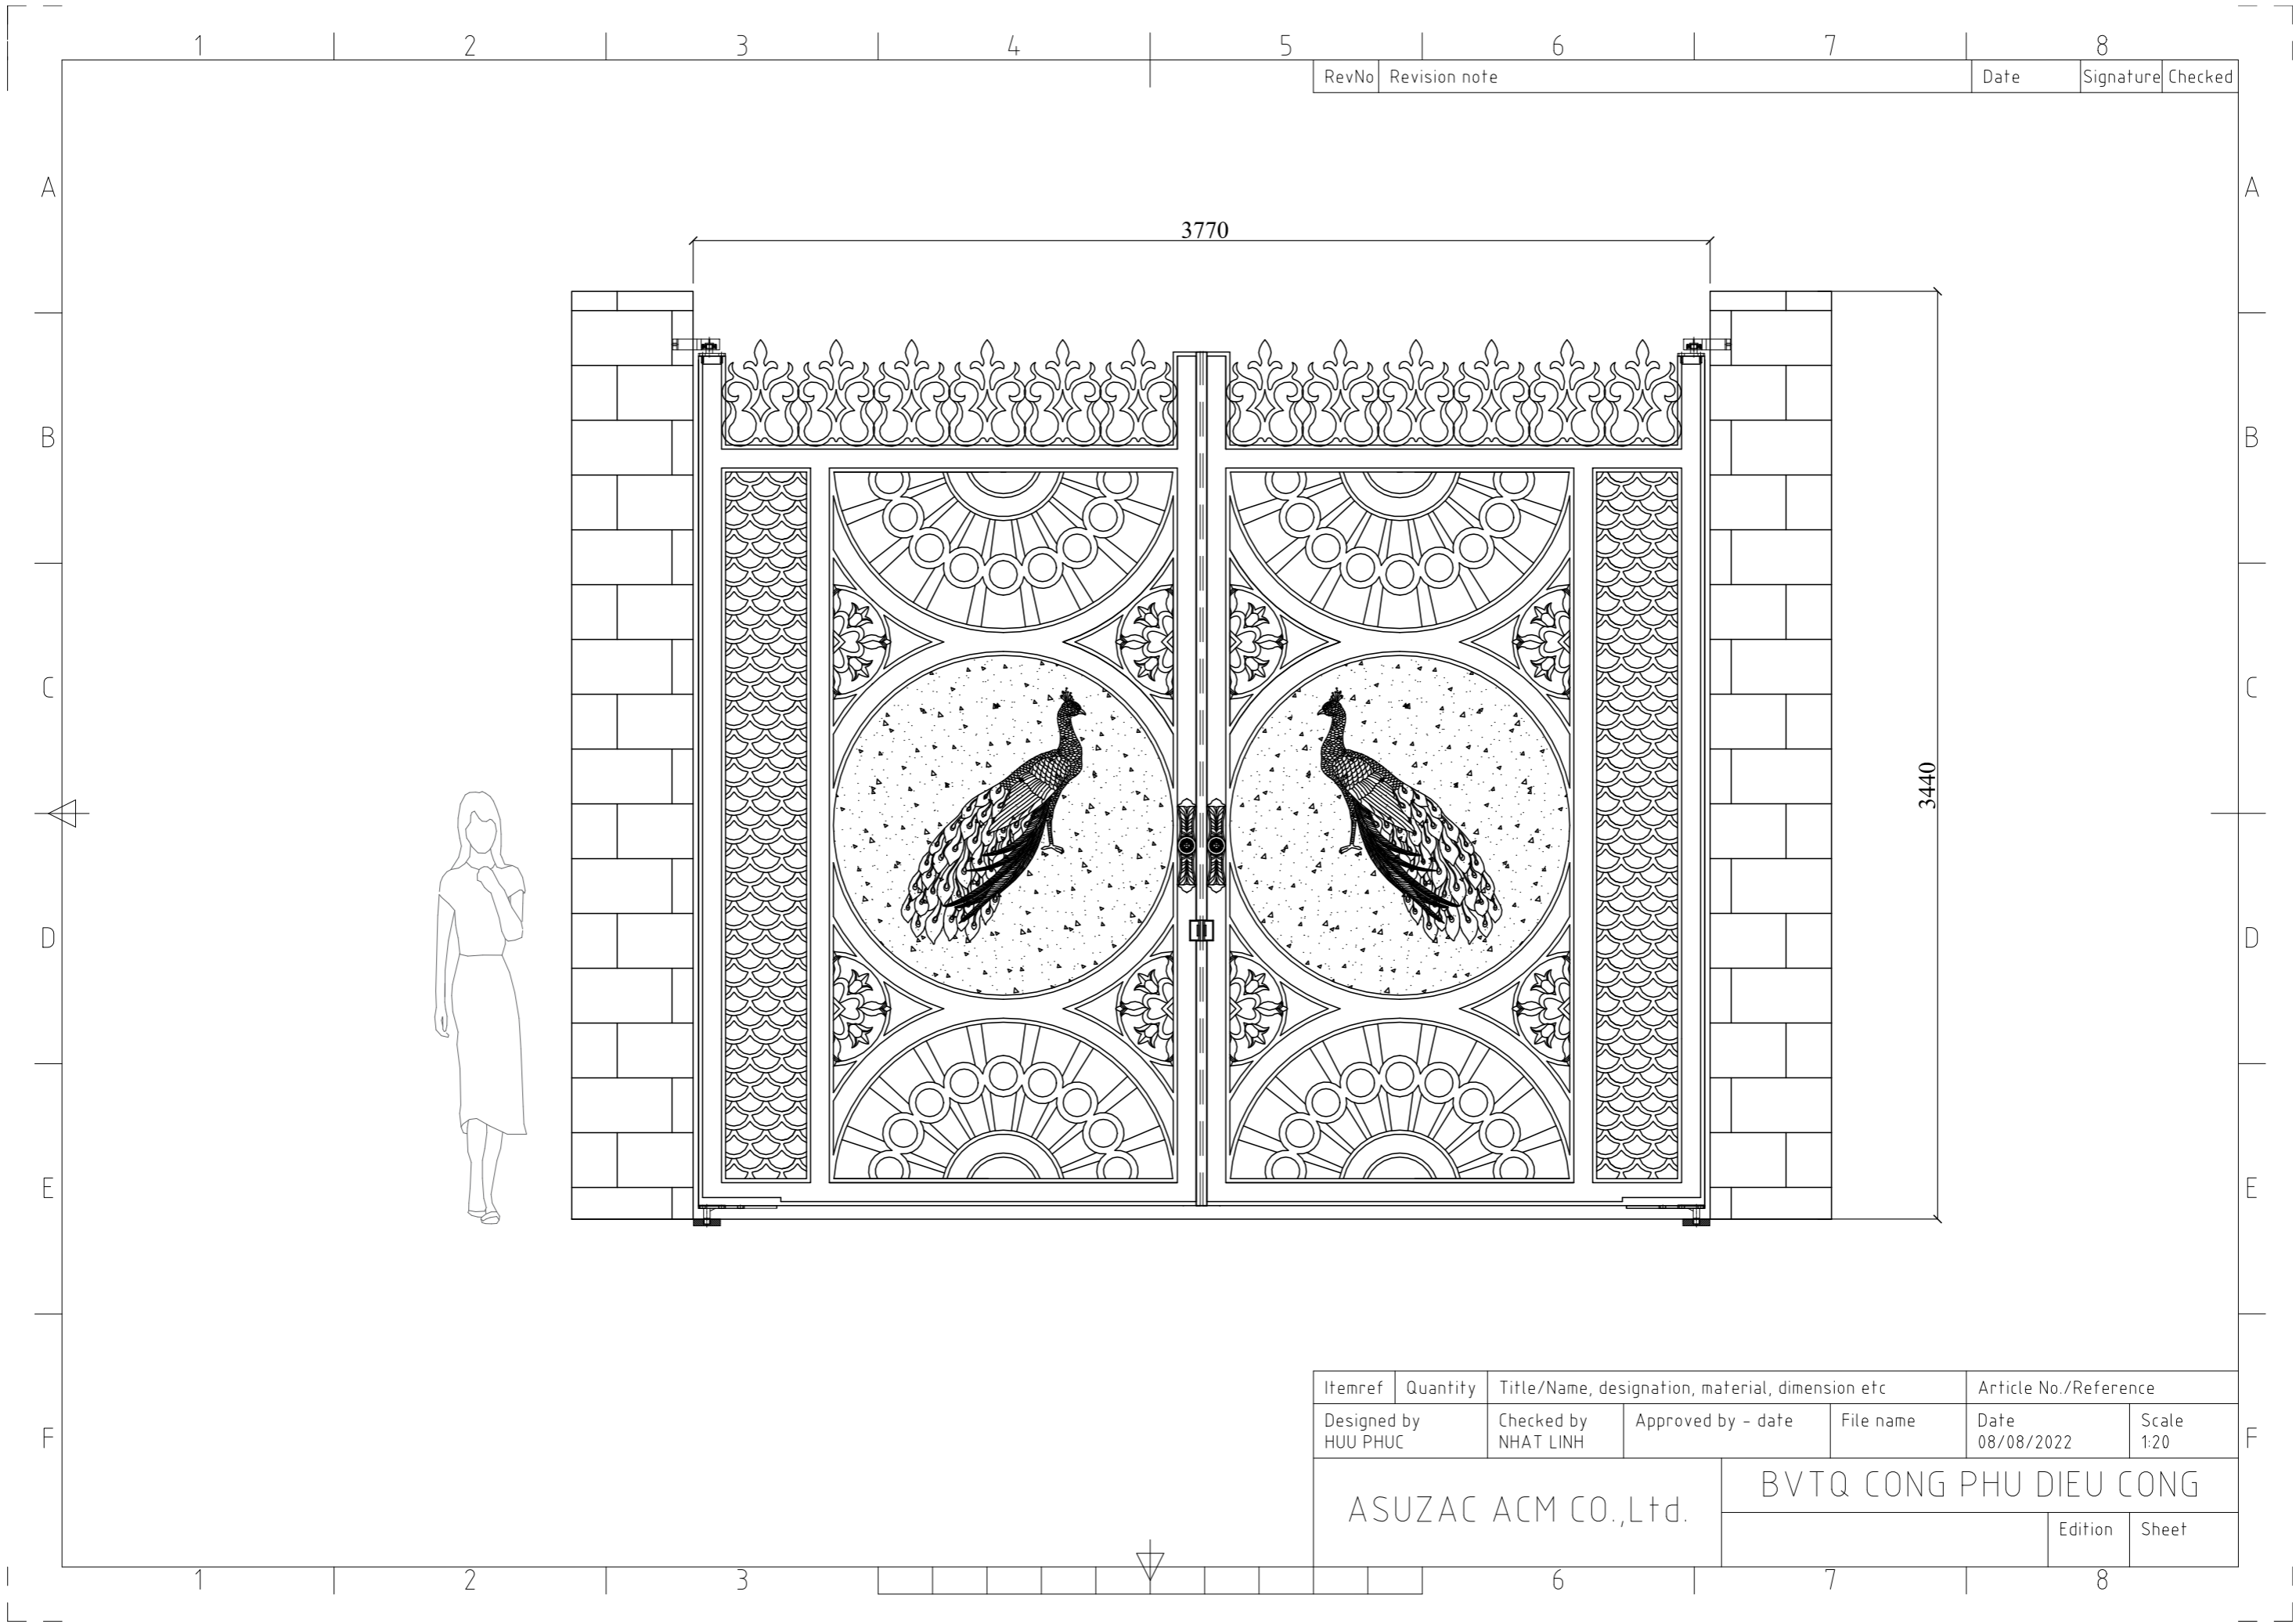 1 2 3 4 5 6 7 8
RevNo Revision note Date Signature Checked
A A
3770
B B
C C
3440
D D
E E
Itemref Quantity Title/Name, designation, material, dimension etc Article No./Reference
Designed by Checked by Approved by - date File name Date Scale
HUU PHUC NHAT LINH 08/08/2022 1:20
F F
BVTQ CONG PHU DIEU CONG
ASUZAC ACM CO.,Ltd.
Edition Sheet
1 2 3 6 7 8